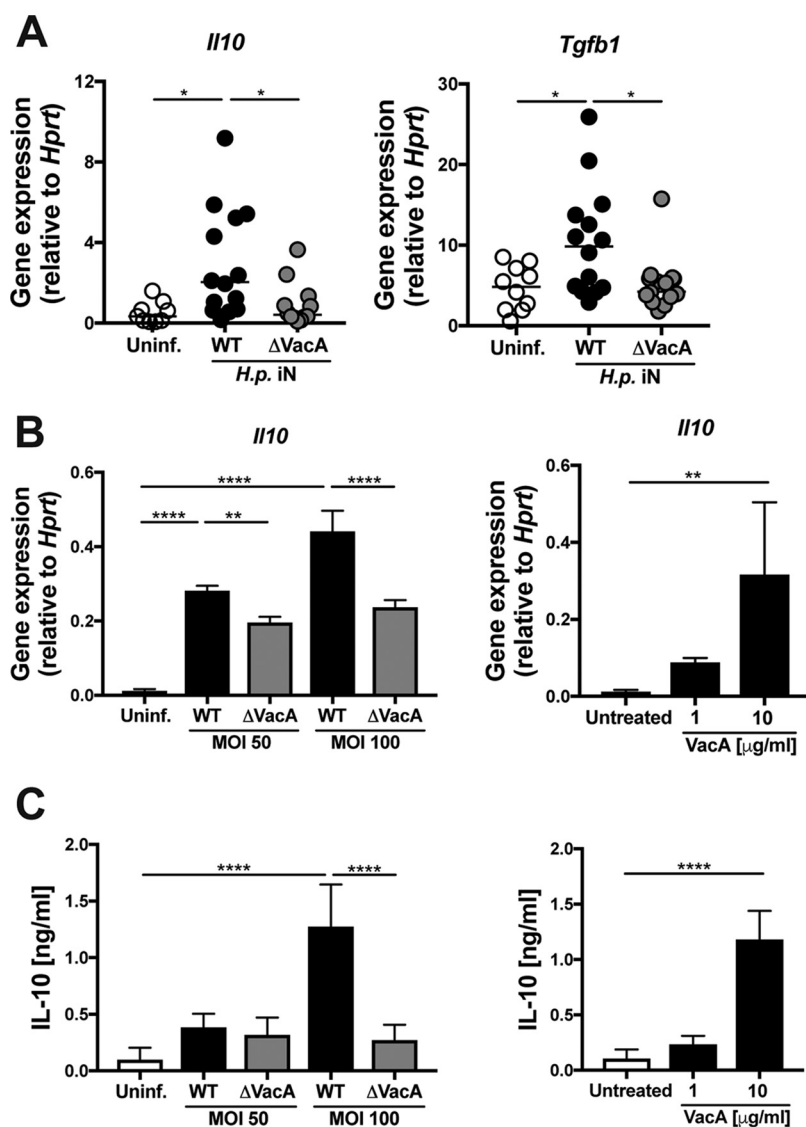 A
Il10
Gene expression
(relative to Hprt)
12
8
4
0
*
*
Uninf.
WT
ΔVacA
H.p. iN
Tgfb1
Gene expression
(relative to Hprt)
30
20
10
0
*
*
Uninf.
WT
ΔVacA
H.p. iN
B
Il10
Gene expression
(relative to Hprt)
0.6
0.4
0.2
0.0
****
****
****
**
Uninf.
WT
ΔVacA
WT
ΔVacA
MOI 50
MOI 100
Il10
Gene expression
(relative to Hprt)
0.6
0.4
0.2
0.0
**
Untreated
1
10
VacA [μg/ml]
C
IL-10 [ng/ml]
2.0
1.5
1.0
0.5
0.0
****
****
Uninf.
WT
ΔVacA
WT
ΔVacA
MOI 50
MOI 100
IL-10 [ng/ml]
2.0
1.5
1.0
0.5
0.0
****
Untreated
1
10
VacA [μg/ml]